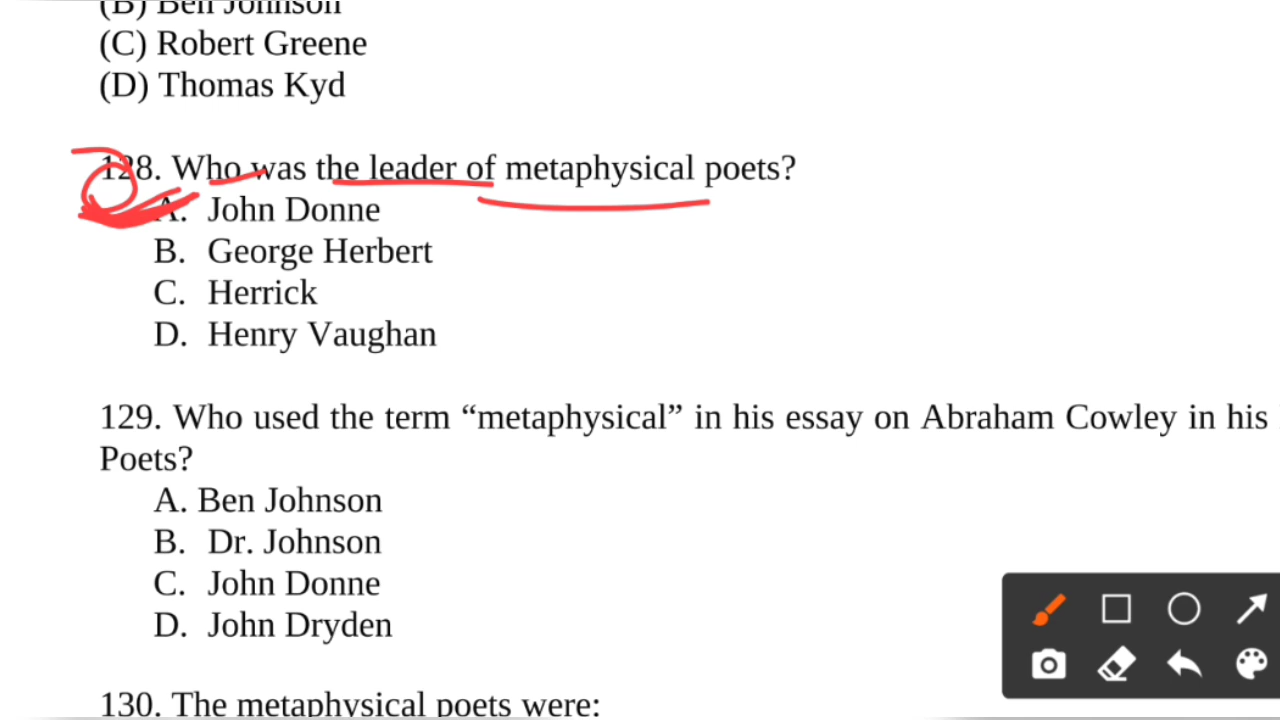 (B) Ben Johnson
(C) Robert Greene
(D) Thomas Kyd
128. Who was the leader of metaphysical poets?
A. John Donne
B. George Herbert
C. Herrick
D. Henry Vaughan
129. Who used the term “metaphysical” in his essay on Abraham Cowley in his
Poets?
A. Ben Johnson
B. Dr. Johnson
C. John Donne
D. John Dryden
130. The metaphysical poets were: